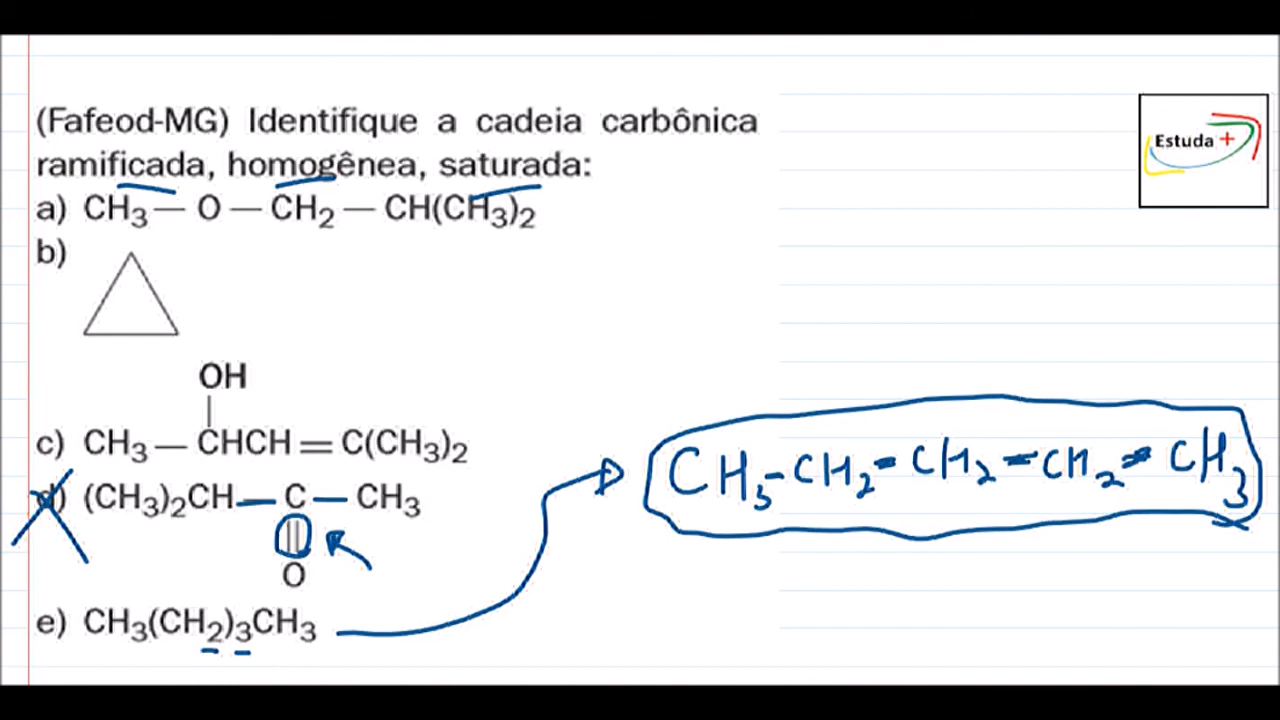 (Fafeod-MG) Identifique a cadeia carbônica
ramificada, homogênea, saturada:
Estuda +
a) CH₃ — O — CH₂ — CH(CH₃)₂
b)
OH
c) CH₃ — CHCH = C(CH₃)₂
d) (CH₃)₂CH — C — CH₃
O
CH₃-CH₂-CH₂-CH₂-CH₃
e) CH₃(CH₂)₃CH₃